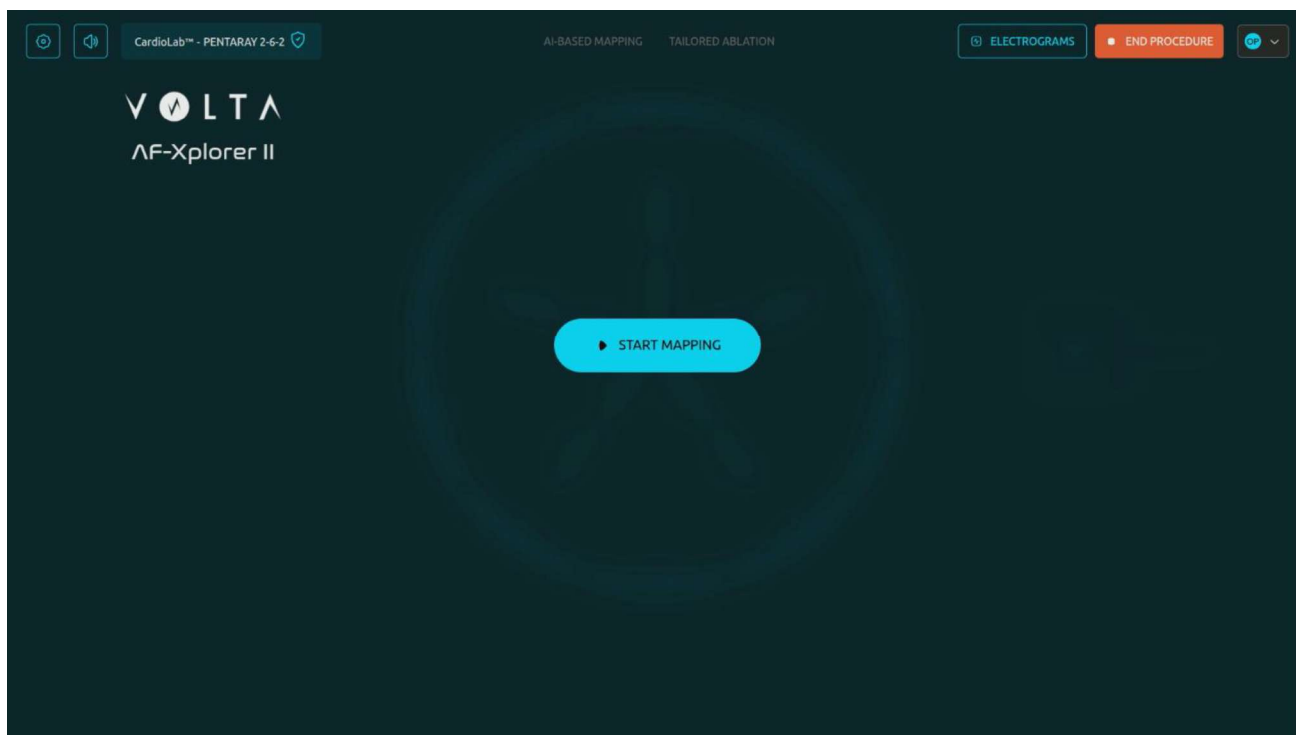 CardioLab™ - PENTARAY 2-6-2
AI-BASED MAPPING
TAILORED ABLATION
ELECTROGRAMS
END PROCEDURE
OP
VOLTA
AF-Xplorer II
START MAPPING